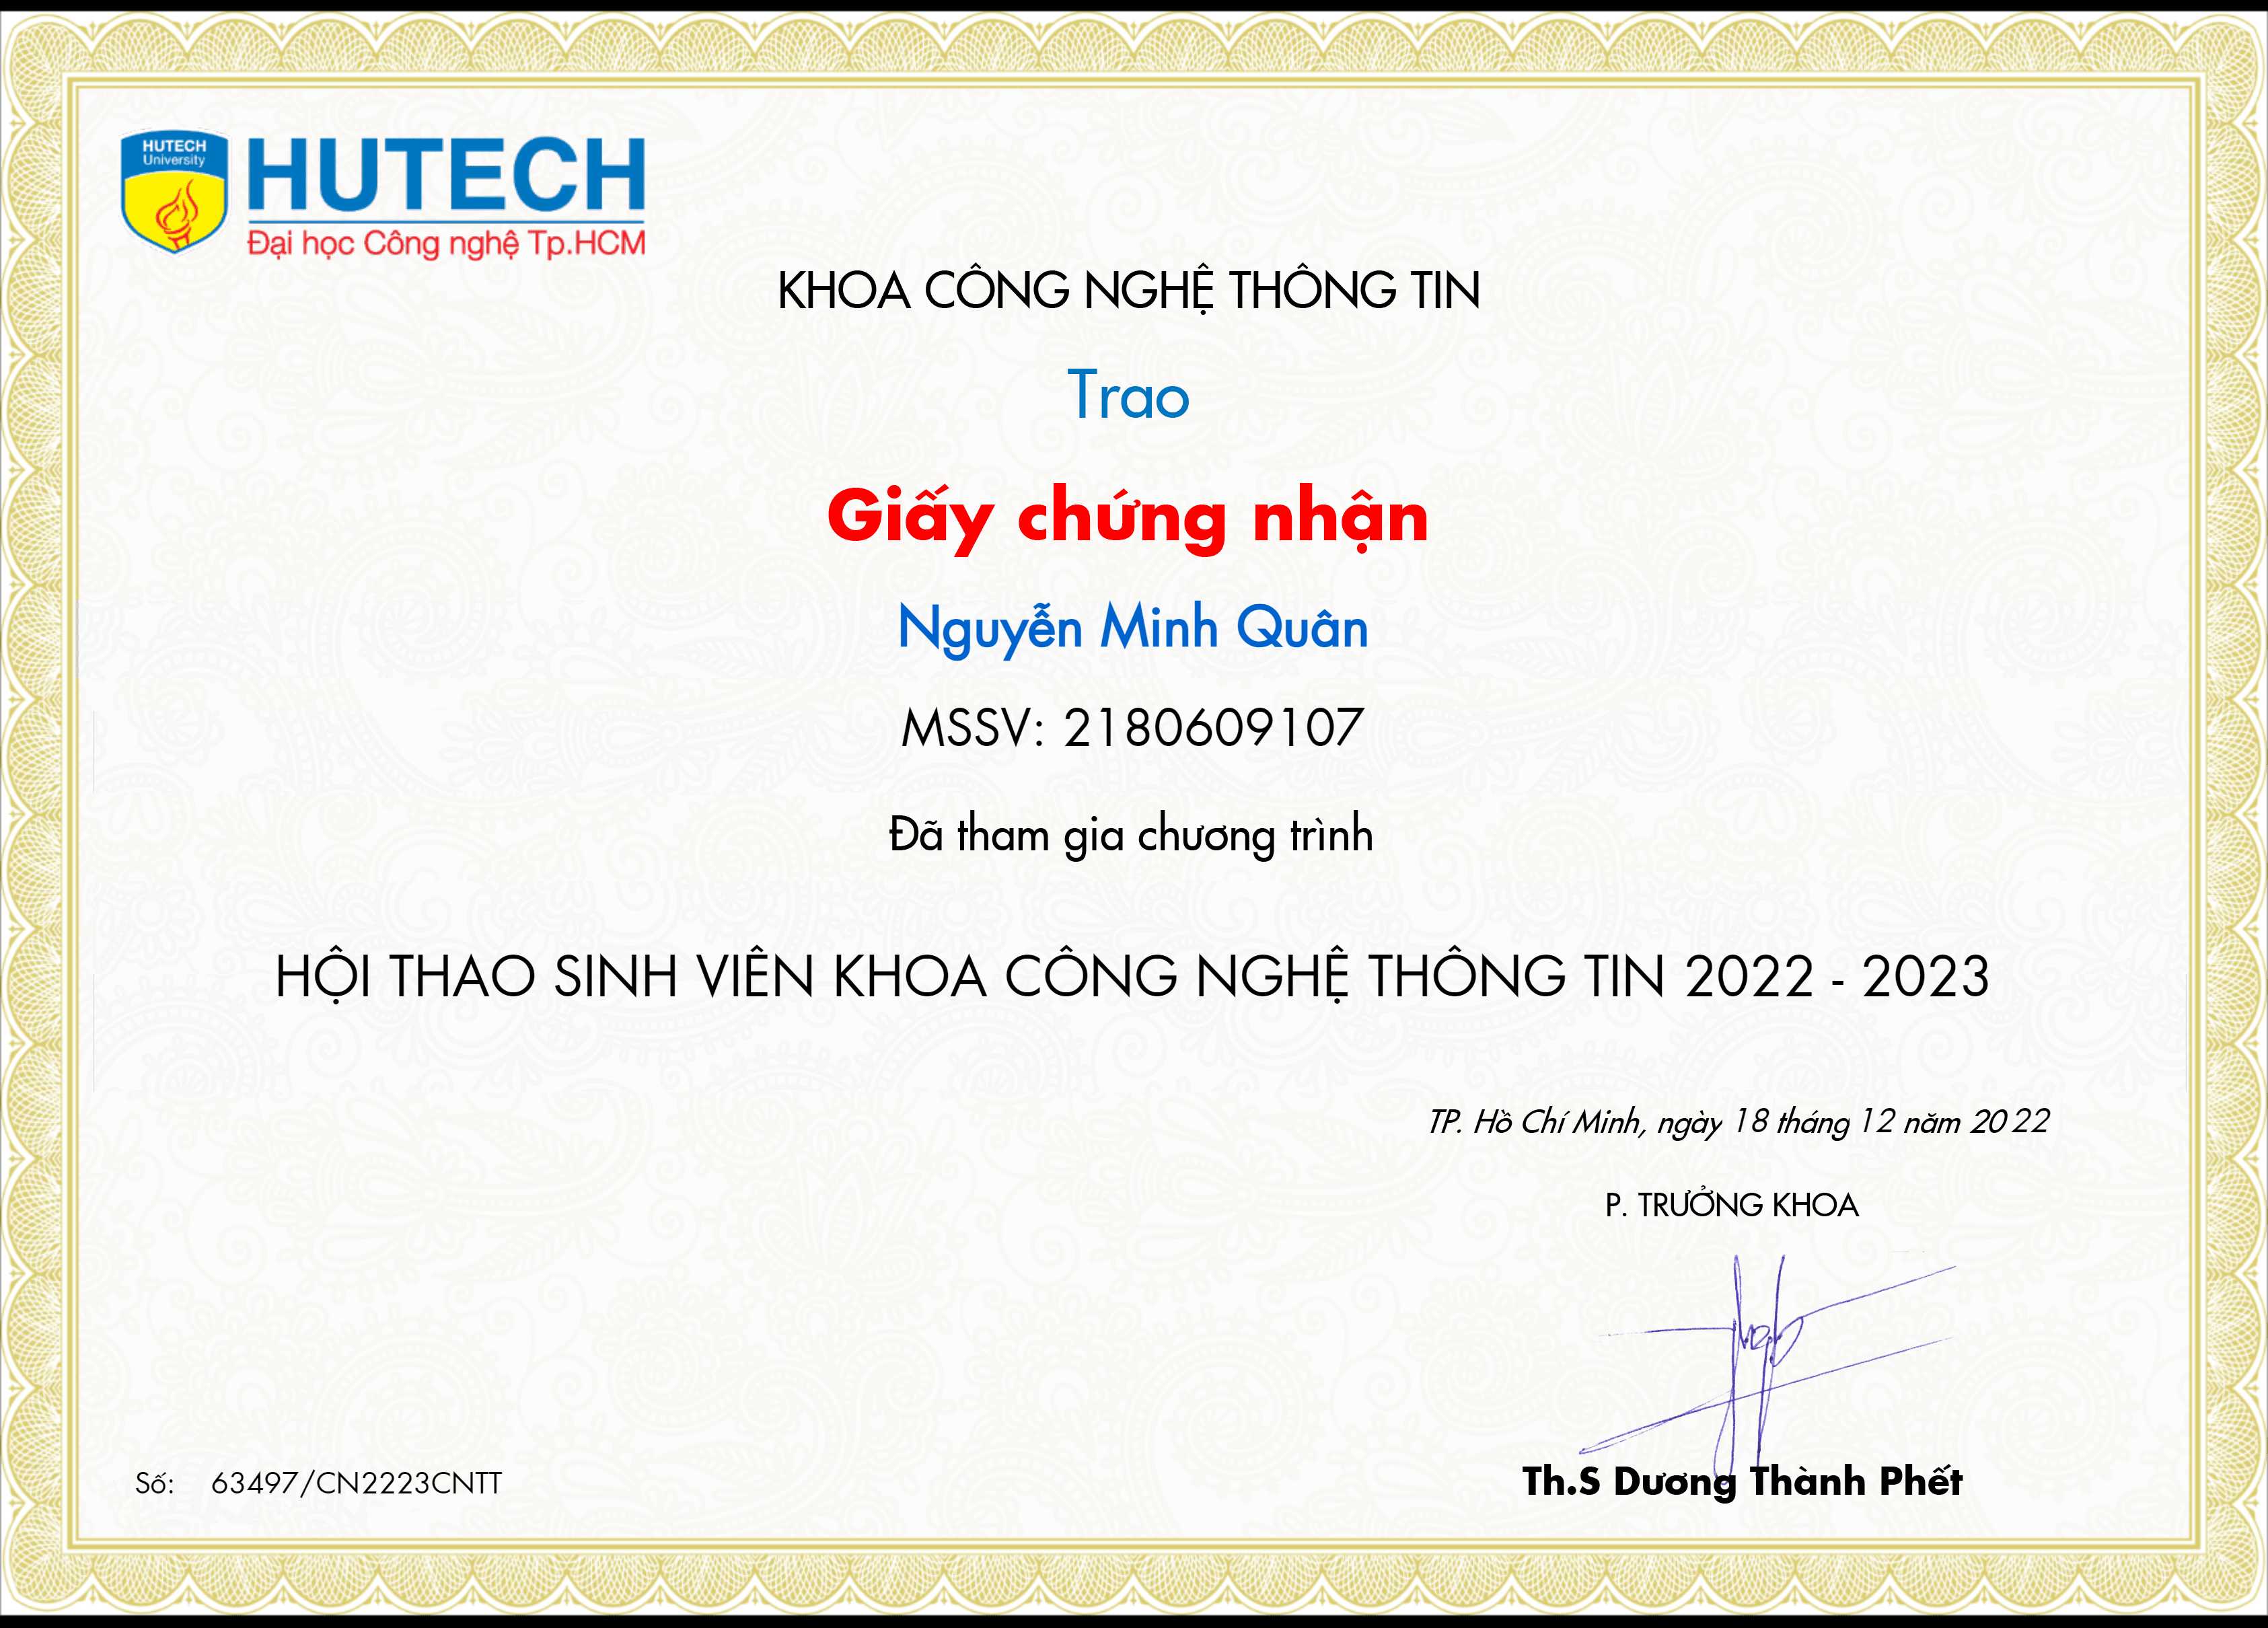 HUTECH
University
HUTECH
Đại học Công nghệ Tp.HCM
KHOA CÔNG NGHỆ THÔNG TIN
Trao
Giấy chứng nhận
Nguyễn Minh Quân
MSSV: 2180609107
Đã tham gia chương trình
HỘI THAO SINH VIÊN KHOA CÔNG NGHỆ THÔNG TIN 2022 - 2023
TP. Hồ Chí Minh, ngày 18 tháng 12 năm 2022
P. TRƯỞNG KHOA
Th.S Dương Thành Phết
Số: 63497/CN2223CNTT